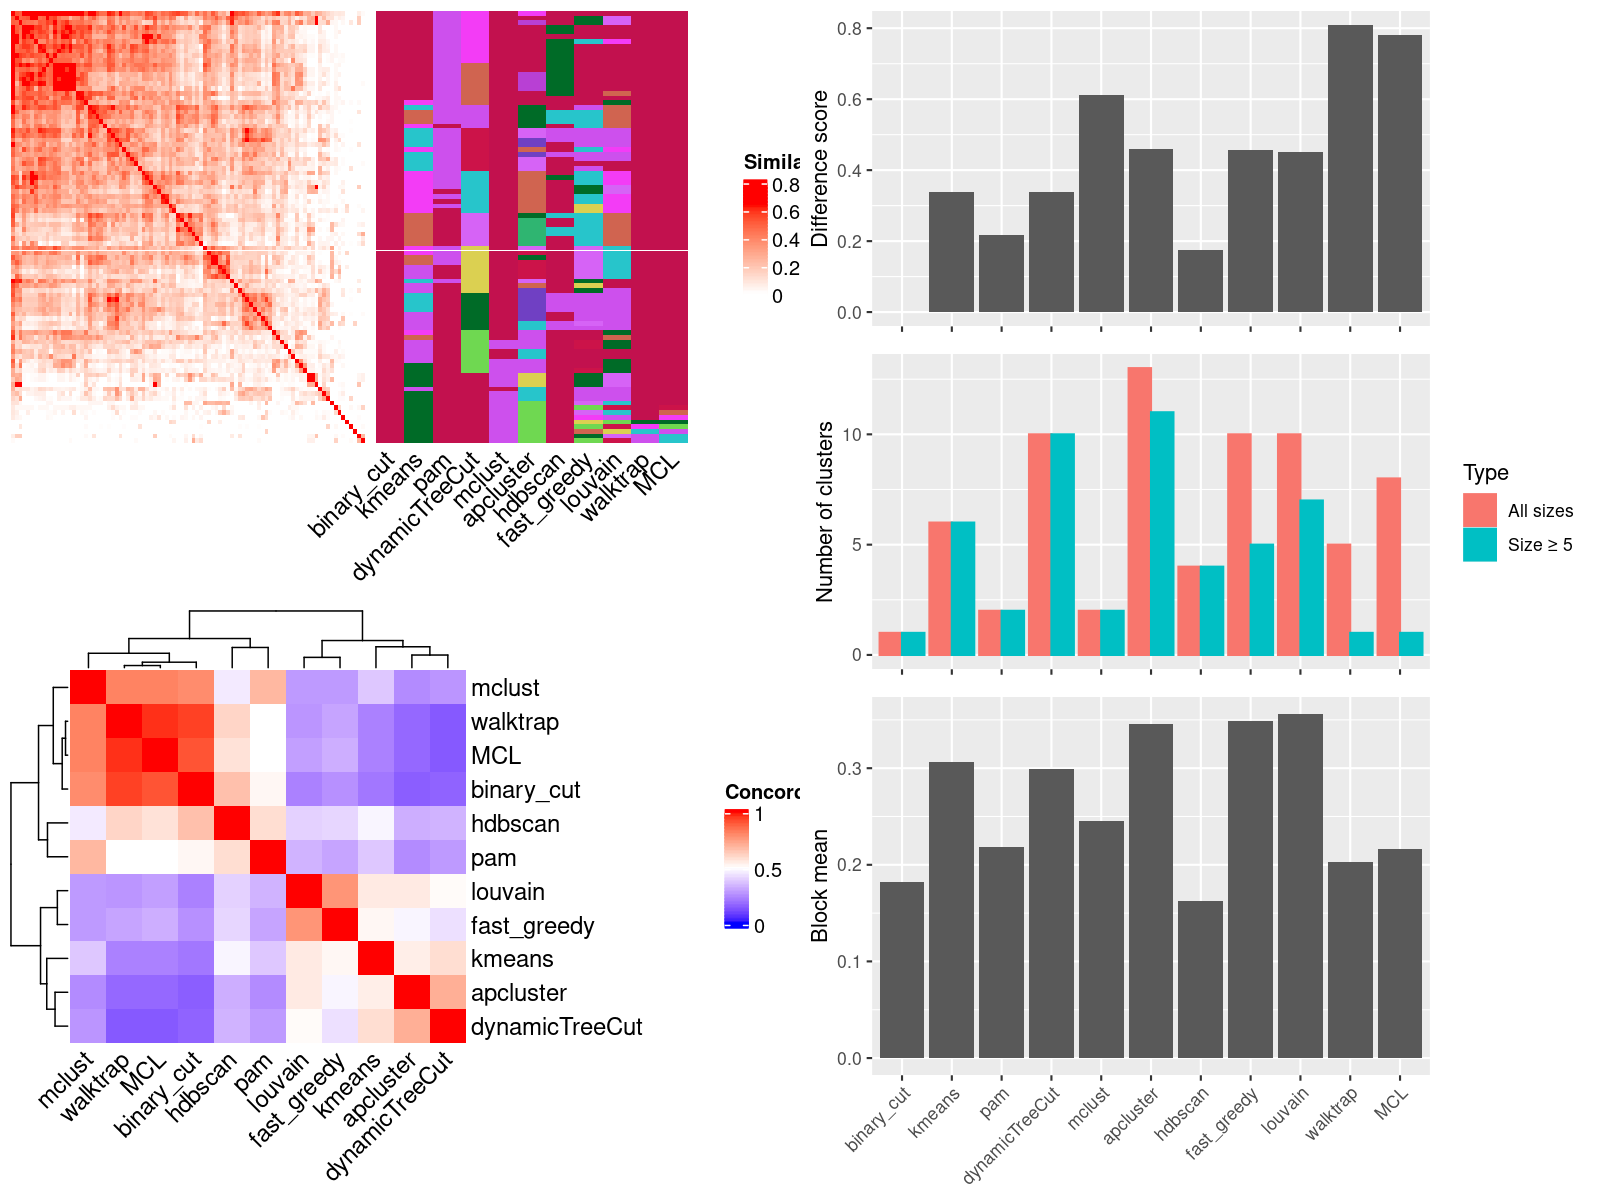 Simila
0.8
0.6
0.4
0.2
0
binary_cut
kmeans
pam
dynamicTreeCut
mclust
apcluster
hdbscan
fast_greedy
louvain
walktrap
MCL
Difference score
0.8
0.6
0.4
0.2
0.0
Number of clusters
10
5
0
Type
All sizes
Size ≥ 5
mclust
walktrap
MCL
binary_cut
hdbscan
pam
louvain
fast_greedy
kmeans
apcluster
dynamicTreeCut
mclust
walktrap
MCL
binary_cut
hdbscan
pam
louvain
fast_greedy
kmeans
apcluster
dynamicTreeCut
Concorc
1
0.5
0
Block mean
0.3
0.2
0.1
0.0
binary_cut
kmeans
pam
dynamicTreeCut
mclust
apcluster
hdbscan
fast_greedy
louvain
walktrap
MCL